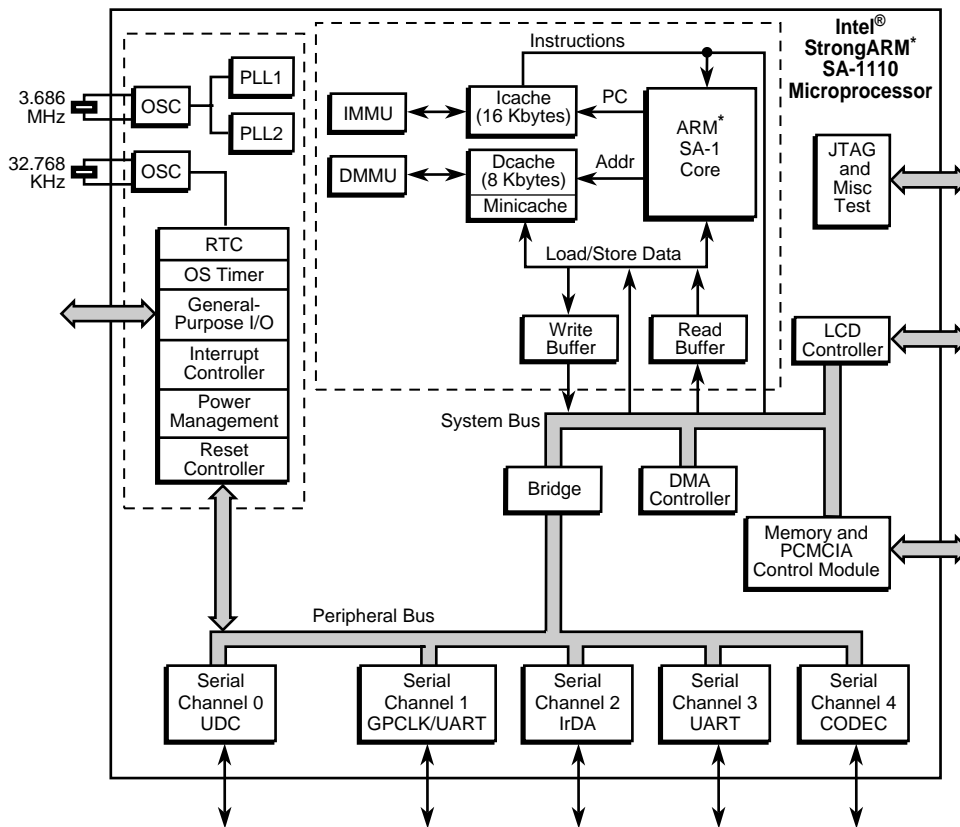 Intel®
StrongARM*
SA-1110
Microprocessor
Instructions
3.686
MHz
OSC
PLL1
PLL2
32.768
KHz
OSC
IMMU
Icache
(16 Kbytes)
PC
ARM*
SA-1
Core
DMMU
Dcache
(8 Kbytes)
Minicache
Addr
JTAG
and
Misc
Test
Load/Store Data
RTC
OS Timer
General-
Purpose I/O
Interrupt
Controller
Power
Management
Reset
Controller
Write
Buffer
Read
Buffer
LCD
Controller
System Bus
Bridge
DMA
Controller
Memory and
PCMCIA
Control Module
Peripheral Bus
Serial
Channel 0
UDC
Serial
Channel 1
GPCLK/UART
Serial
Channel 2
IrDA
Serial
Channel 3
UART
Serial
Channel 4
CODEC